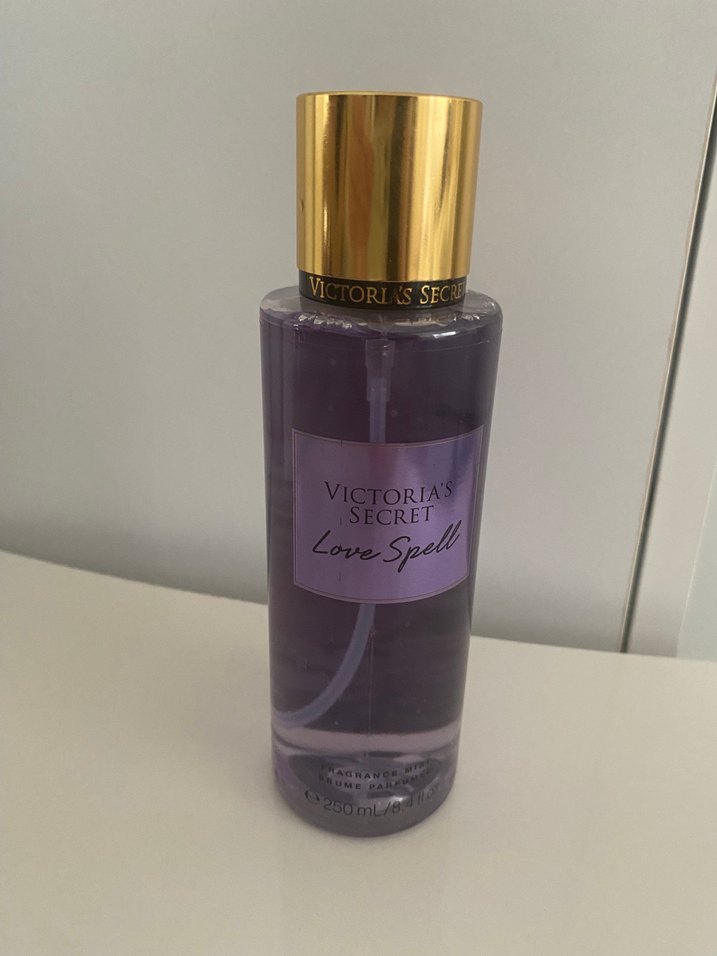 VICTORIA'S SECRET
VICTORIA'S
SECRET
Love Spell
FRAGRANCE MIST
BRUME PARFUMÉE
℮ 250 mL/8.4 fl oz